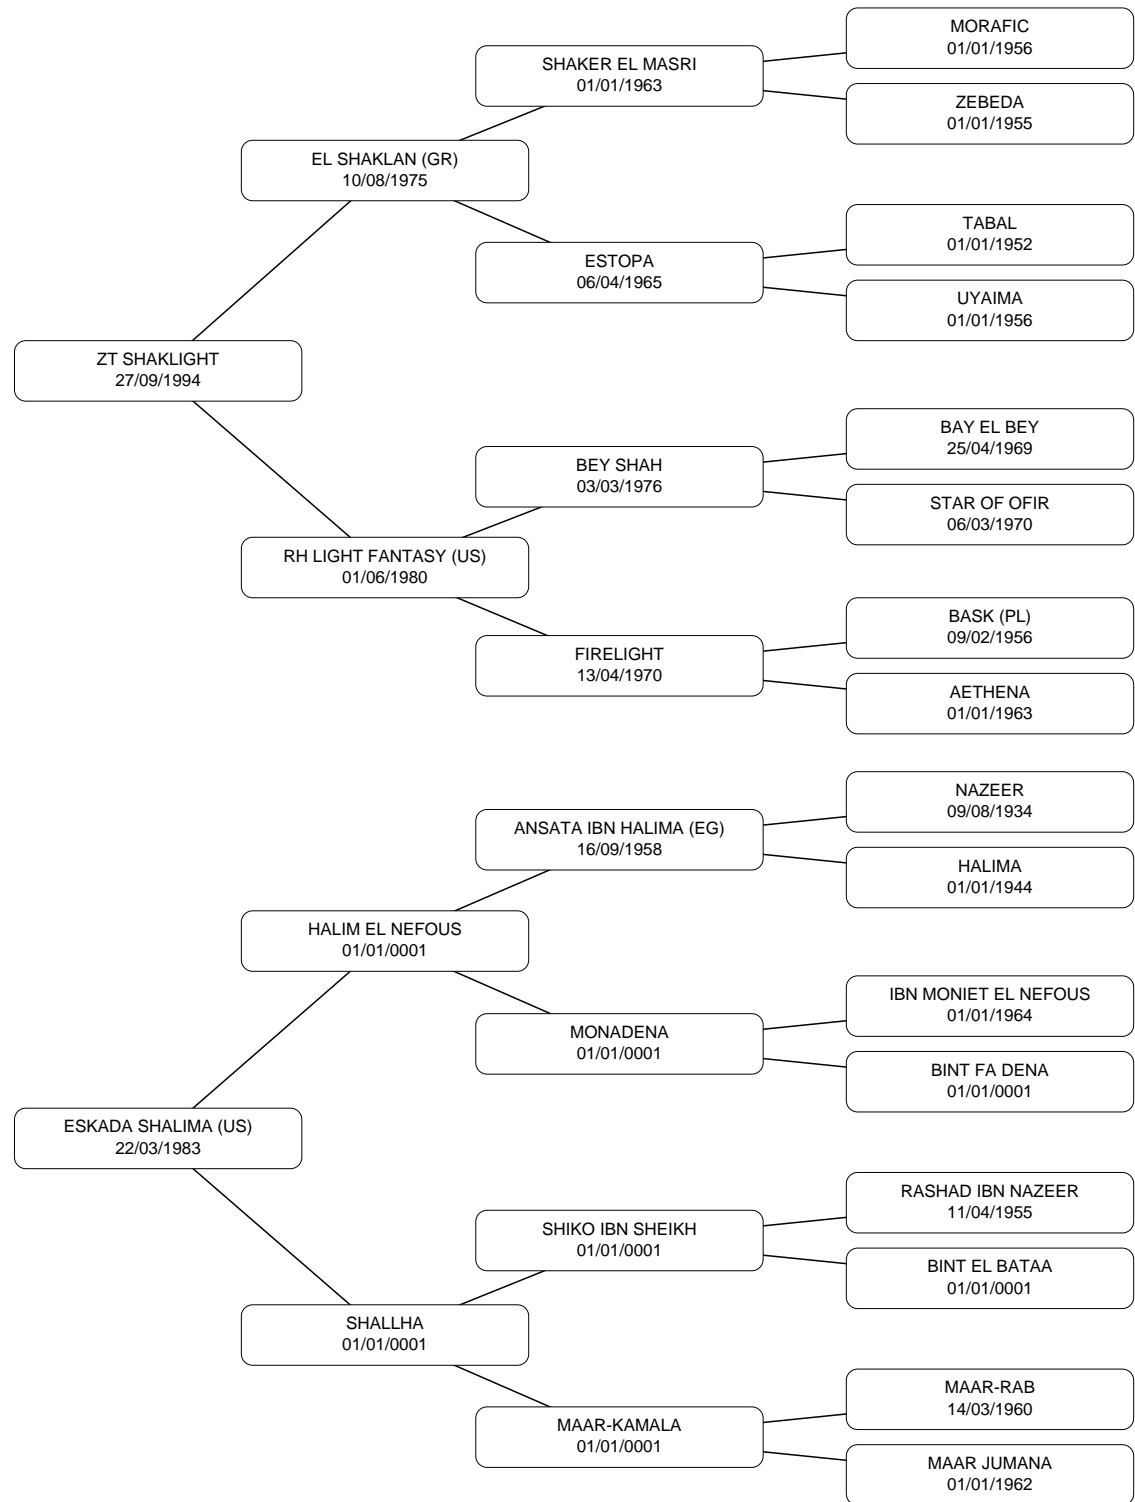 MORAFIC
01/01/1956
SHAKER EL MASRI
01/01/1963
ZEBEDA
01/01/1955
EL SHAKLAN (GR)
10/08/1975
TABAL
01/01/1952
ESTOPA
06/04/1965
UYAIMA
01/01/1956
ZT SHAKLIGHT
27/09/1994
BAY EL BEY
25/04/1969
BEY SHAH
03/03/1976
STAR OF OFIR
06/03/1970
RH LIGHT FANTASY (US)
01/06/1980
BASK (PL)
09/02/1956
FIRELIGHT
13/04/1970
AETHENA
01/01/1963
NAZEER
09/08/1934
ANSATA IBN HALIMA (EG)
16/09/1958
HALIMA
01/01/1944
HALIM EL NEFOUS
01/01/0001
IBN MONIET EL NEFOUS
01/01/1964
MONADENA
01/01/0001
BINT FA DENA
01/01/0001
ESKADA SHALIMA (US)
22/03/1983
RASHAD IBN NAZEER
11/04/1955
SHIKO IBN SHEIKH
01/01/0001
BINT EL BATAA
01/01/0001
SHALLHA
01/01/0001
MAAR-RAB
14/03/1960
MAAR-KAMALA
01/01/0001
MAAR JUMANA
01/01/1962